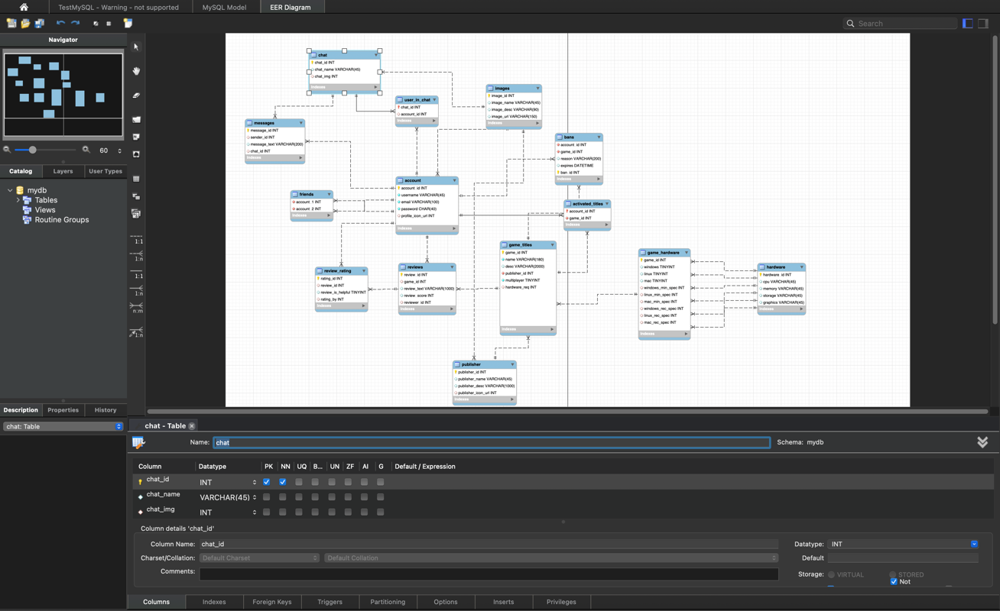 TestMySQL - Warning - not supported
MySQL Model
EER Diagram
Search
Navigator
60
Catalog Layers User Types
mydb
Tables
Views
Routine Groups
1:1
1:n
1:1
1:n
n:m
1:n
chat
chat_id INT
chat_name VARCHAR(45)
chat_img INT
Indexes
user_in_chat
chat_id INT
account_id INT
Indexes
images
image_id INT
image_name VARCHAR(45)
image_desc VARCHAR(90)
image_url VARCHAR(150)
Indexes
messages
message_id INT
sender_id INT
message_text VARCHAR(200)
chat_id INT
Indexes
bans
account_id INT
game_id INT
reason VARCHAR(200)
expires DATETIME
ban_id INT
Indexes
account
account_id INT
username VARCHAR(45)
email VARCHAR(100)
password CHAR(40)
profile_icon_url INT
Indexes
friends
account_1 INT
account_2 INT
Indexes
activated_titles
account_id INT
game_id INT
Indexes
game_titles
game_id INT
name VARCHAR(180)
desc VARCHAR(2000)
publisher_id INT
multiplayer TINYINT
hardware_req INT
Indexes
game_hardware
game_id INT
windows TINYINT
linux TINYINT
mac TINYINT
windows_min_spec INT
linux_min_spec INT
mac_min_spec INT
windows_rec_spec INT
linux_rec_spec INT
mac_rec_spec INT
Indexes
hardware
hardware_id INT
cpu VARCHAR(45)
memory VARCHAR(45)
storage VARCHAR(45)
graphics VARCHAR(45)
Indexes
review_rating
rating_id INT
review_id INT
review_is_helpful TINYINT
rating_by INT
Indexes
reviews
review_id INT
game_id INT
review_text VARCHAR(1000)
review_score INT
reviewer_id INT
Indexes
publisher
publisher_id INT
publisher_name VARCHAR(45)
publisher_desc VARCHAR(1000)
publisher_icon_url INT
Indexes
Description Properties History
chat: Table
chat - Table
Name: chat Schema: mydb
Column Datatype PK NN UQ B... UN ZF AI G Default / Expression
chat_id INT
chat_name VARCHAR(45)
chat_img INT
Column details 'chat_id'
Column Name: chat_id Datatype: INT
Charset/Collation: Default Charset Default Collation Default
Comments: Storage: VIRTUAL STORED
Not
Columns Indexes Foreign Keys Triggers Partitioning Options Inserts Privileges